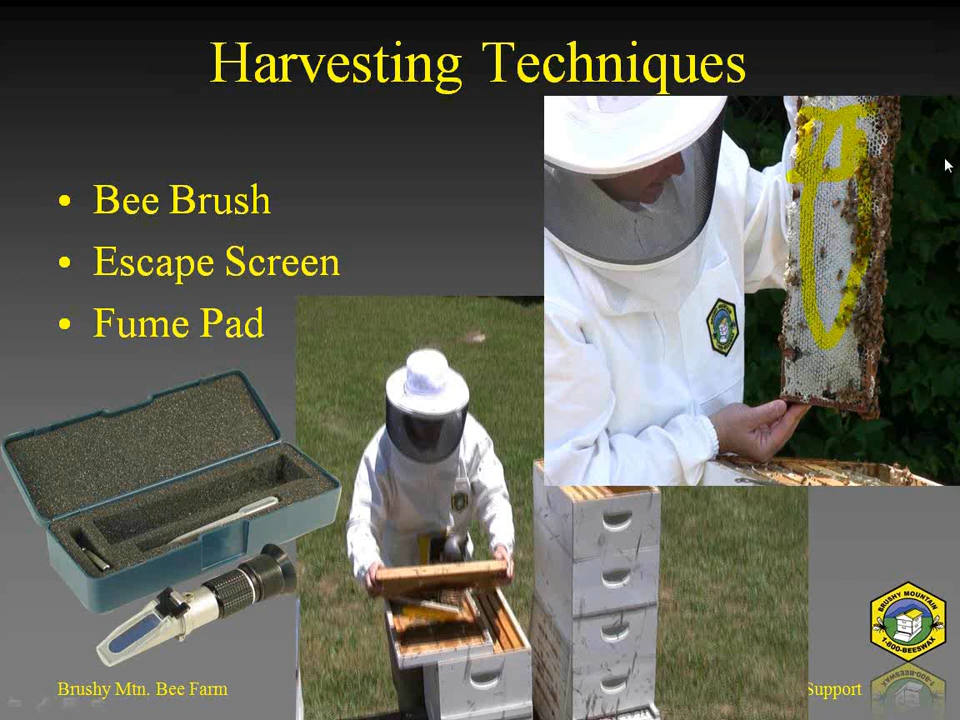 Harvesting Techniques
• Bee Brush
• Escape Screen
• Fume Pad
BRUSHY MOUNTAIN
1-800-BEESWAX
Brushy Mtn. Bee Farm
Support